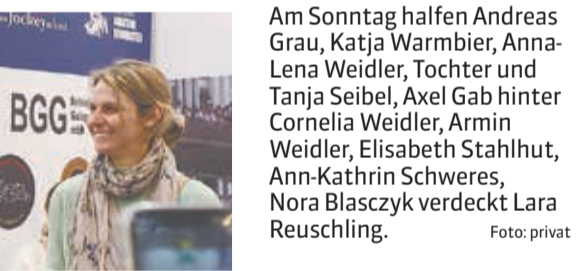 Jockeyschool
BGG
Am Sonntag halfen Andreas
Grau, Katja Warmbier, Anna-
Lena Weidler, Tochter und
Tanja Seibel, Axel Gab hinter
Cornelia Weidler, Armin
Weidler, Elisabeth Stahlhut,
Ann-Kathrin Schweres,
Nora Blasczyk verdeckt Lara
Reuschling.
Foto: privat